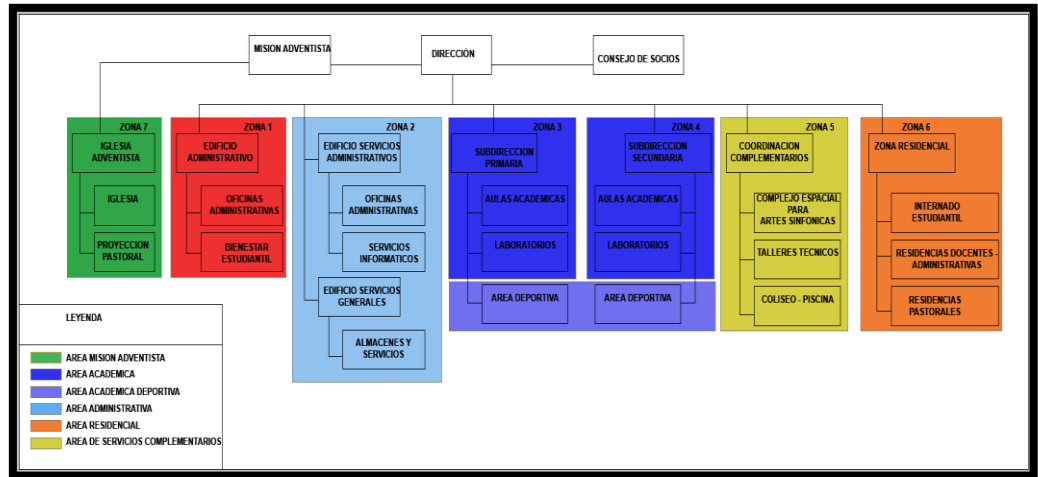 MISION ADVENTISTA
DIRECCIÓN
CONSEJO DE SOCIOS
ZONA 7
IGLESIA
ADVENTISTA
IGLESIA
PROYECCION
PASTORAL
ZONA 1
EDIFICIO
ADMINISTRATIVO
OFICINAS
ADMINISTRATIVAS
BIENESTAR
ESTUDIANTIL
ZONA 2
EDIFICIO SERVICIOS
ADMINISTRATIVOS
OFICINAS
ADMINISTRATIVAS
SERVICIOS
INFORMATICOS
EDIFICIO SERVICIOS
GENERALES
ALMACENES Y
SERVICIOS
ZONA 3
SUBDIRECCION
PRIMARIA
AULAS ACADEMICAS
LABORATORIOS
AREA DEPORTIVA
ZONA 4
SUBDIRECCION
SECUNDARIA
AULAS ACADEMICAS
LABORATORIOS
AREA DEPORTIVA
ZONA 5
COORDINACION
COMPLEMENTARIOS
COMPLEJO ESPACIAL
PARA
ARTES SINFONICAS
TALLERES TECNICOS
COLISEO - PISCINA
ZONA 6
ZONA RESIDENCIAL
INTERNADO
ESTUDIANTIL
RESIDENCIAS DOCENTES -
ADMINISTRATIVAS
RESIDENCIAS
PASTORALES
LEYENDA
AREA MISION ADVENTISTA
AREA ACADEMICA
AREA ACADEMICA DEPORTIVA
AREA ADMINISTRATIVA
AREA RESIDENCIAL
AREA DE SERVICIOS COMPLEMENTARIOS